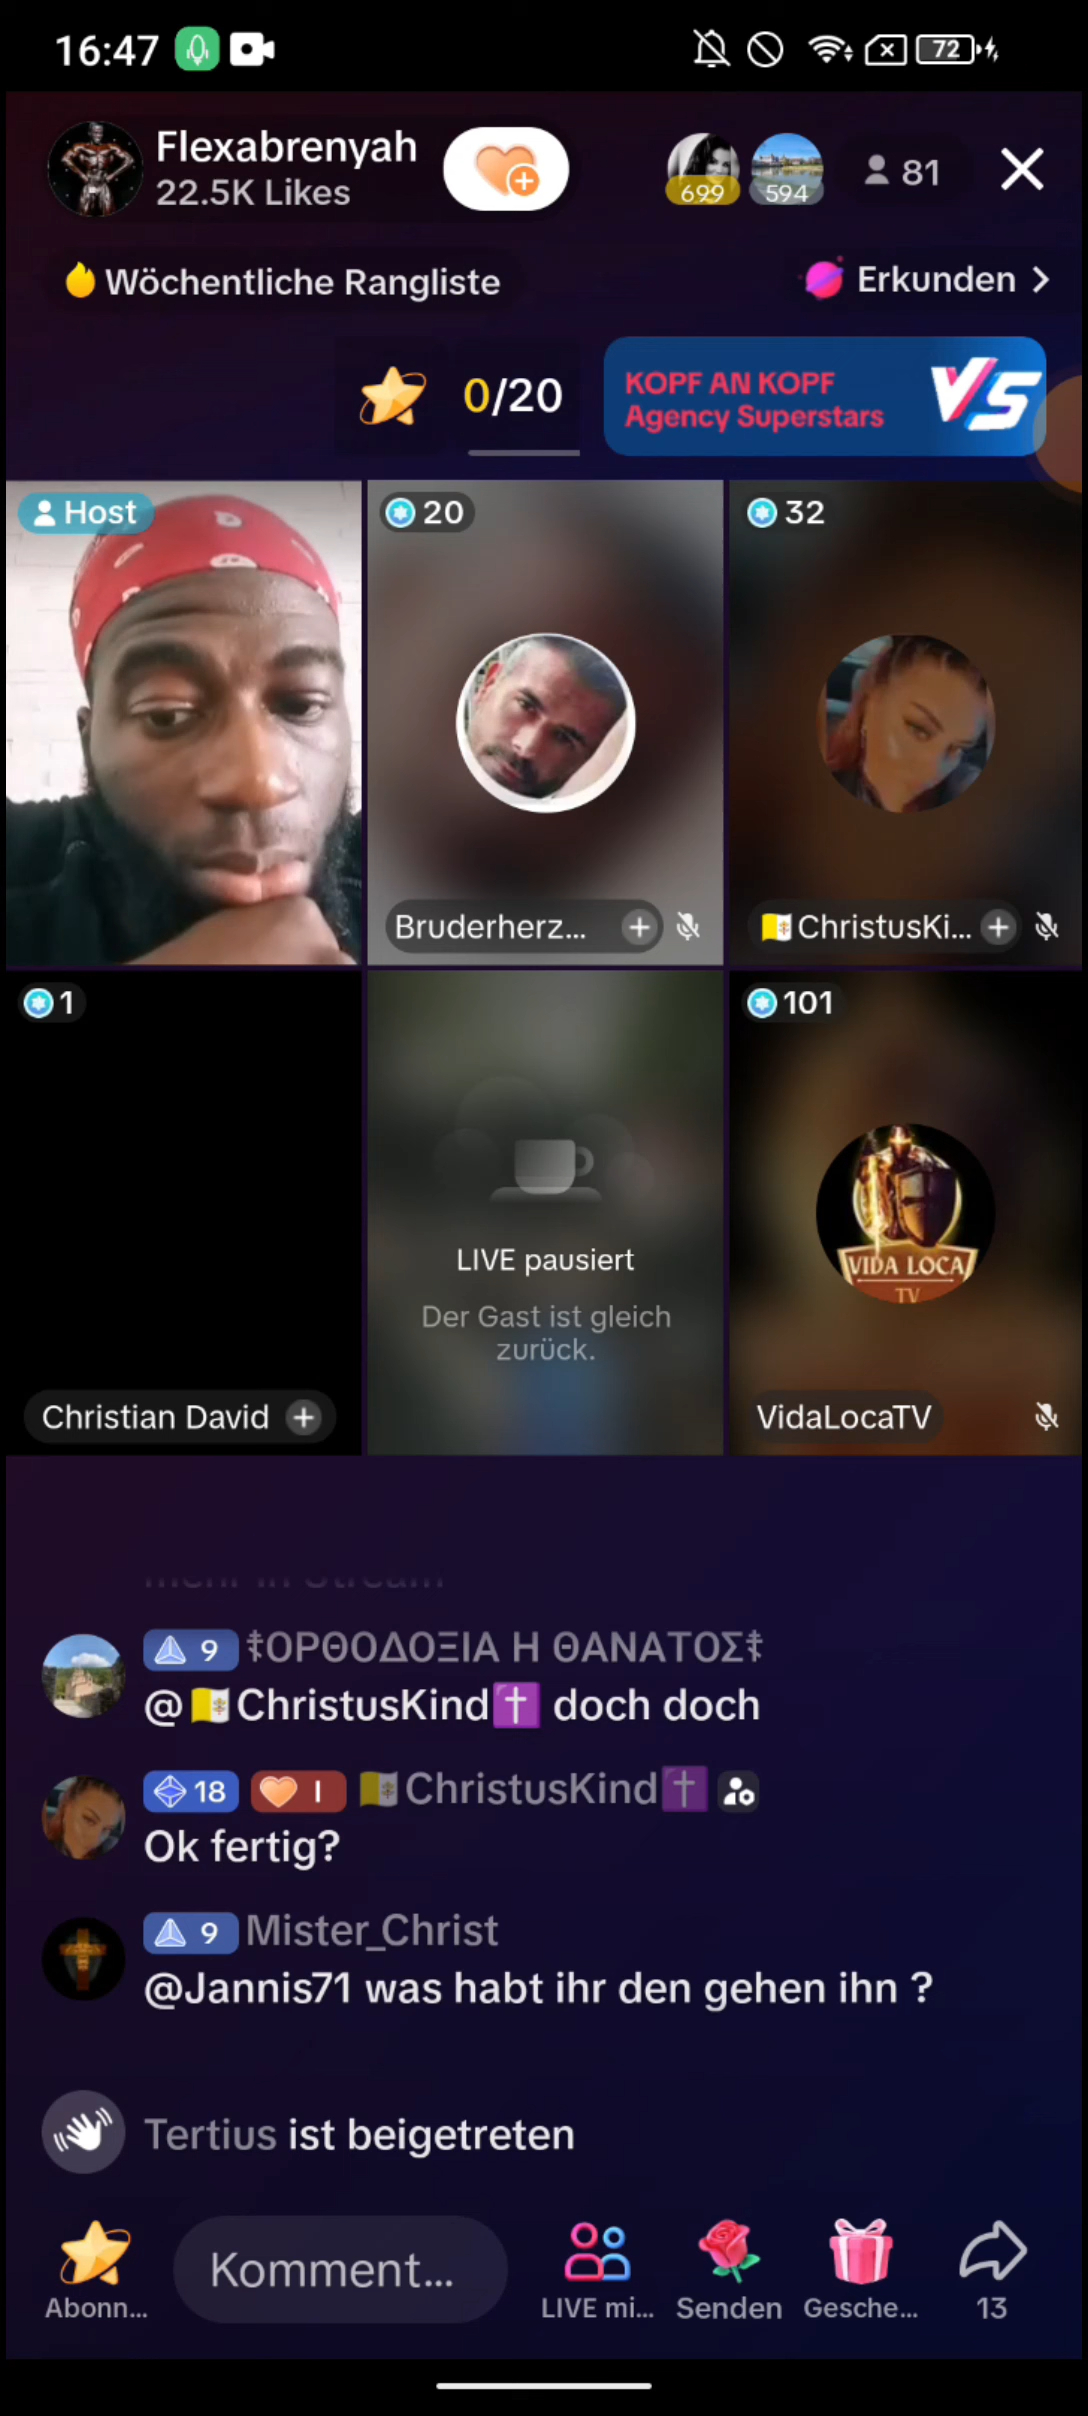 16:47
72
Flexabrenyah
22.5K Likes
699
594
81
Wöchentliche Rangliste
Erkunden >
0/20
KOPF AN KOPF
Agency Superstars
VS
Host
20
32
Bruderherz...
ChristusKi...
1
101
LIVE pausiert
Der Gast ist gleich
zurück.
VIDA LOCA
TV
Christian David
VidaLocaTV
mehr in Stream
9 ☦ΟΡΘΟΔΟΞΙΑ Η ΘΑΝΑΤΟΣ☦
@🇻🇦ChristusKind✝️ doch doch
18 I 🇻🇦ChristusKind✝️
Ok fertig?
9 Mister_Christ
@Jannis71 was habt ihr den gehen ihn ?
Tertius ist beigetreten
Komment...
Abonn...
LIVE mi...
Senden
Gesche...
13